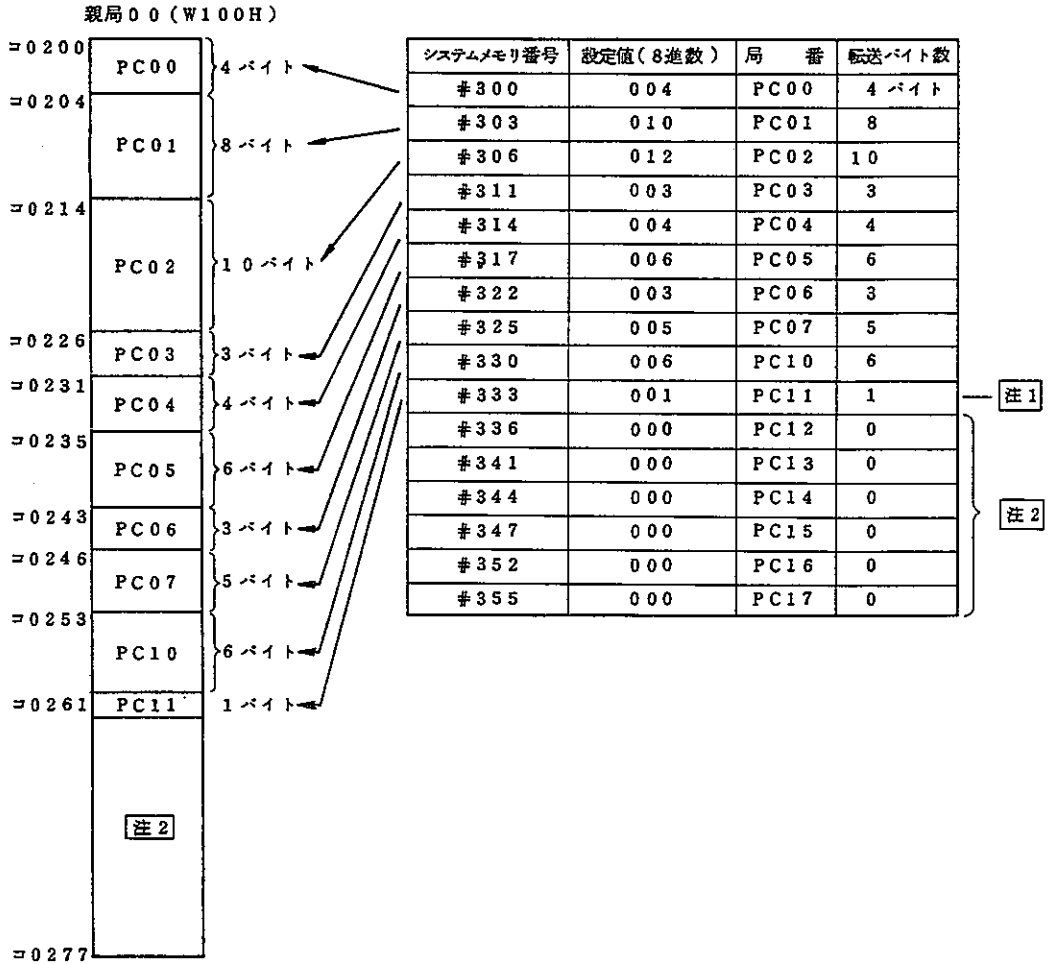 親局00(W100H)
コ0200
PC00
4バイト
コ0204
PC01
8バイト
コ0214
PC02
10バイト
コ0226
PC03
3バイト
コ0231
PC04
4バイト
コ0235
PC05
6バイト
コ0243
PC06
3バイト
コ0246
PC07
5バイト
コ0253
PC10
6バイト
コ0261
PC11
1バイト
注2
コ0277
システムメモリ番号 設定値(8進数) 局番 転送バイト数
#300 004 PC00 4バイト
#303 010 PC01 8
#306 012 PC02 10
#311 003 PC03 3
#314 004 PC04 4
#317 006 PC05 6
#322 003 PC06 3
#325 005 PC07 5
#330 006 PC10 6
#333 001 PC11 1
注1
#336 000 PC12 0
#341 000 PC13 0
#344 000 PC14 0
#347 000 PC15 0
#352 000 PC16 0
#355 000 PC17 0
注2